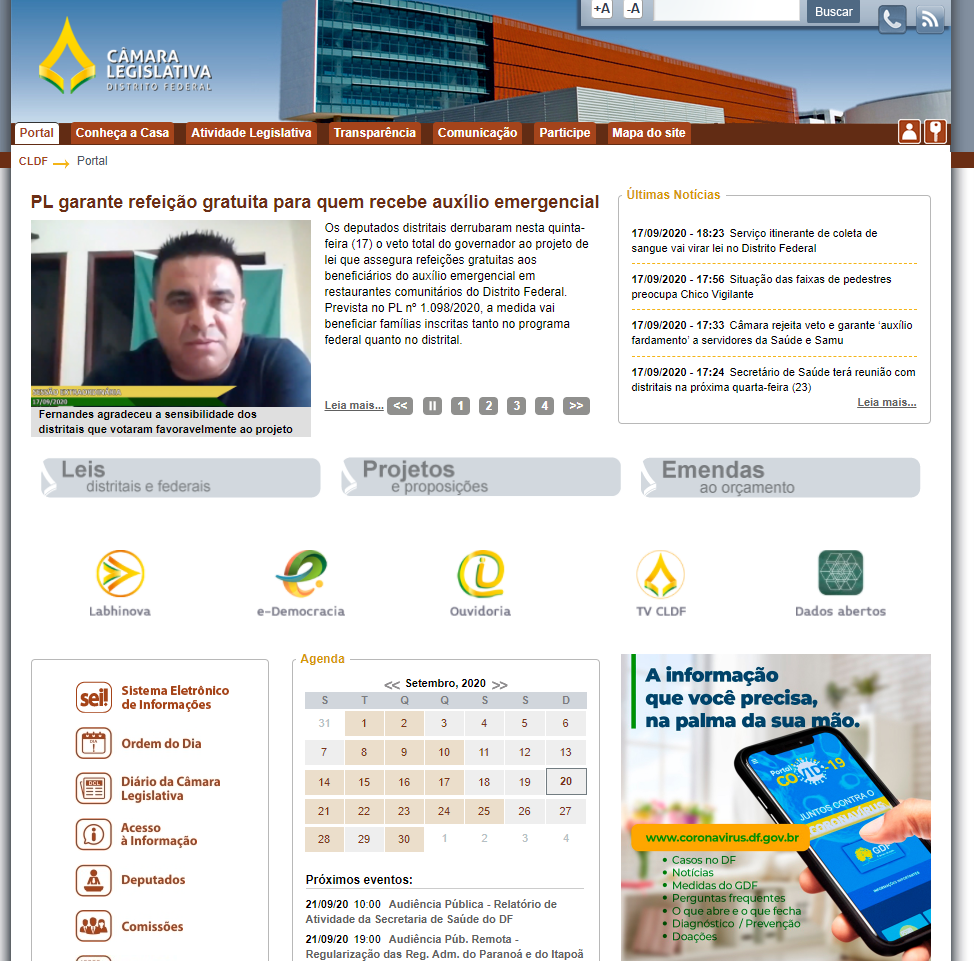 +A -A Buscar
CÂMARA
LEGISLATIVA
DISTRITO FEDERAL
Portal Conheça a Casa Atividade Legislativa Transparência Comunicação Participe Mapa do site
CLDF Portal
PL garante refeição gratuita para quem recebe auxílio emergencial
SESSÃO EXTRAORDINÁRIA
17/09/2020
Fernandes agradeceu a sensibilidade dos
distritais que votaram favoravelmente ao projeto
Os deputados distritais derrubaram nesta quinta-
feira (17) o veto total do governador ao projeto de
lei que assegura refeições gratuitas aos
beneficiários do auxílio emergencial em
restaurantes comunitários do Distrito Federal.
Prevista no PL nº 1.098/2020, a medida vai
beneficiar famílias inscritas tanto no programa
federal quanto no distrital.
Leia mais... << 1 2 3 4 >>
Últimas Notícias
17/09/2020 - 18:23 Serviço itinerante de coleta de
sangue vai virar lei no Distrito Federal
17/09/2020 - 17:56 Situação das faixas de pedestres
preocupa Chico Vigilante
17/09/2020 - 17:33 Câmara rejeita veto e garante ‘auxílio
fardamento’ a servidores da Saúde e Samu
17/09/2020 - 17:24 Secretário de Saúde terá reunião com
distritais na próxima quarta-feira (23)
Leia mais...
Leis
distritais e federais
Projetos
e proposições
Emendas
ao orçamento
Labhinova
e-Democracia
Ouvidoria
TV CLDF
Dados abertos
sei!
Sistema Eletrônico
de Informações
DIA
1
Ordem do Dia
DCL
Diário da Câmara
Legislativa
Acesso
à Informação
Deputados
Comissões
Agenda
<< Setembro, 2020 >>
S T Q Q S S D
31 1 2 3 4 5 6
7 8 9 10 11 12 13
14 15 16 17 18 19 20
21 22 23 24 25 26 27
28 29 30 1 2 3 4
Próximos eventos:
21/09/20 10:00 Audiência Pública - Relatório de
Atividade da Secretaria de Saúde do DF
21/09/20 19:00 Audiência Púb. Remota -
Regularização das Reg. Adm. do Paranoá e do Itapoã
A informação
que você precisa,
na palma da sua mão.
Portal
COVID-19
JUNTOS CONTRA O
CORONAVÍRUS
GDF
INFORMAÇÕES IMPORTANTES
www.coronavirus.df.gov.br
• Casos no DF
• Notícias
• Medidas do GDF
• Perguntas frequentes
• O que abre e o que fecha
• Diagnóstico / Prevenção
• Doações